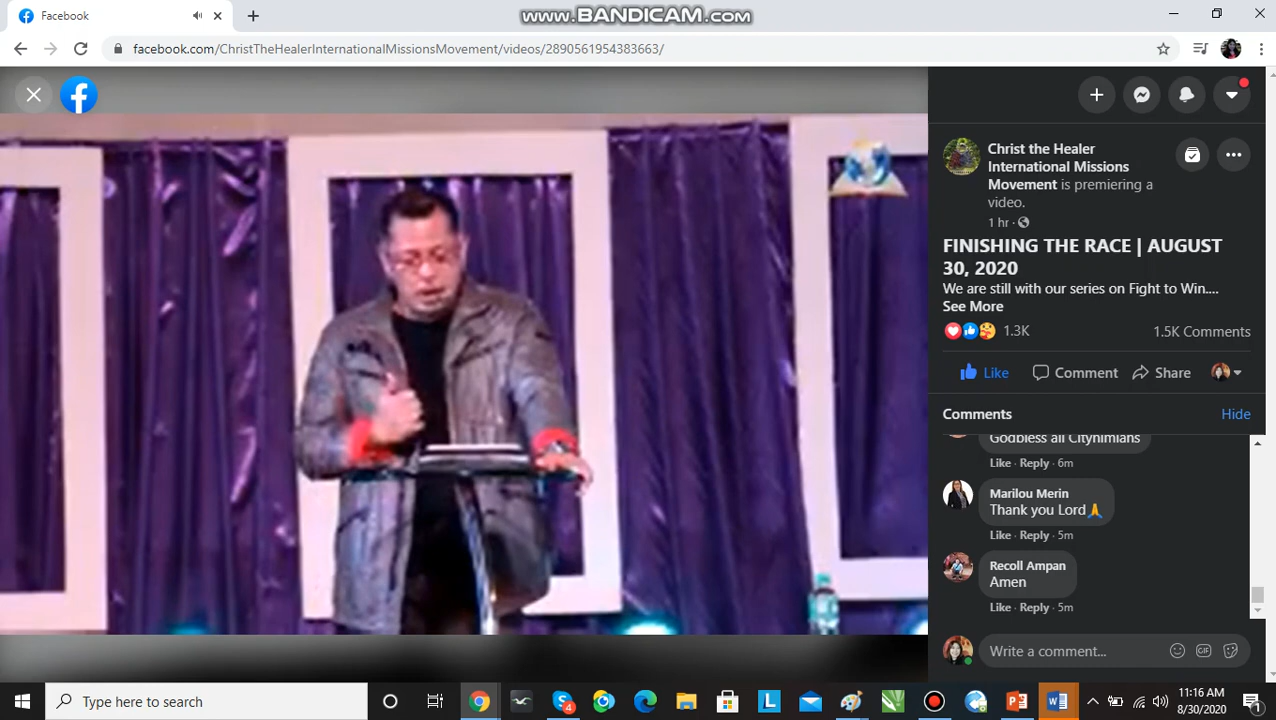 Facebook
www.BANDICAM.com
facebook.com/ChristTheHealerInternationalMissionsMovement/videos/2890561954383663/
Christ the Healer
International Missions
Movement is premiering a
video.
1 hr
FINISHING THE RACE | AUGUST
30, 2020
We are still with our series on Fight to Win....
See More
1.3K
1.5K Comments
Like
Comment
Share
Comments
Hide
Godbless all Cityhimians
Like · Reply · 6m
Marilou Merin
Thank you Lord🙏
Like · Reply · 5m
Recoll Ampan
Amen
Like · Reply · 5m
Write a comment...
GIF
Type here to search
4
11:16 AM
8/30/2020
1